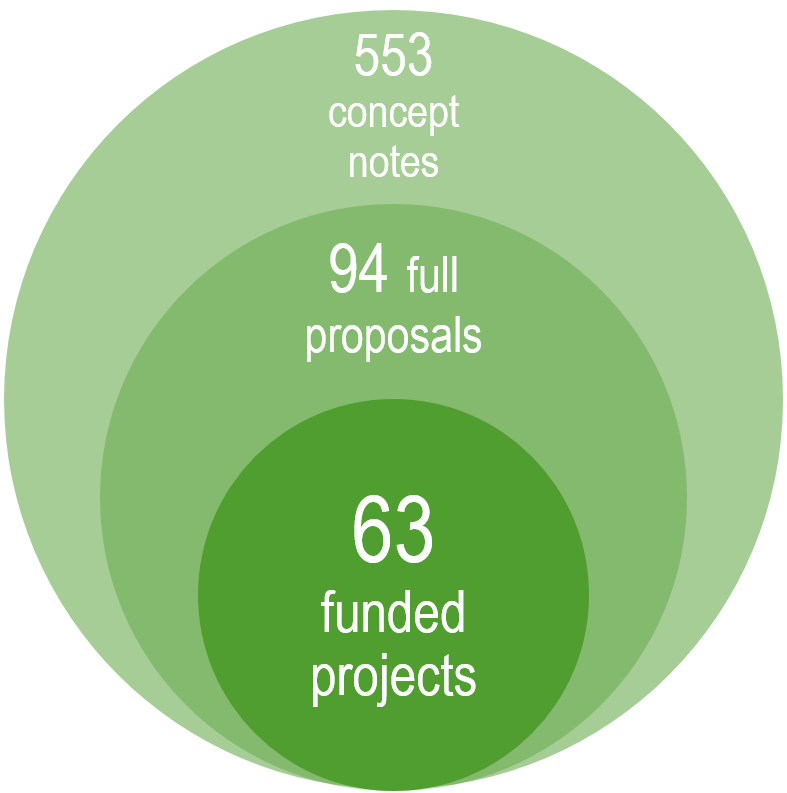 553
concept
notes
94 full
proposals
63
funded
projects